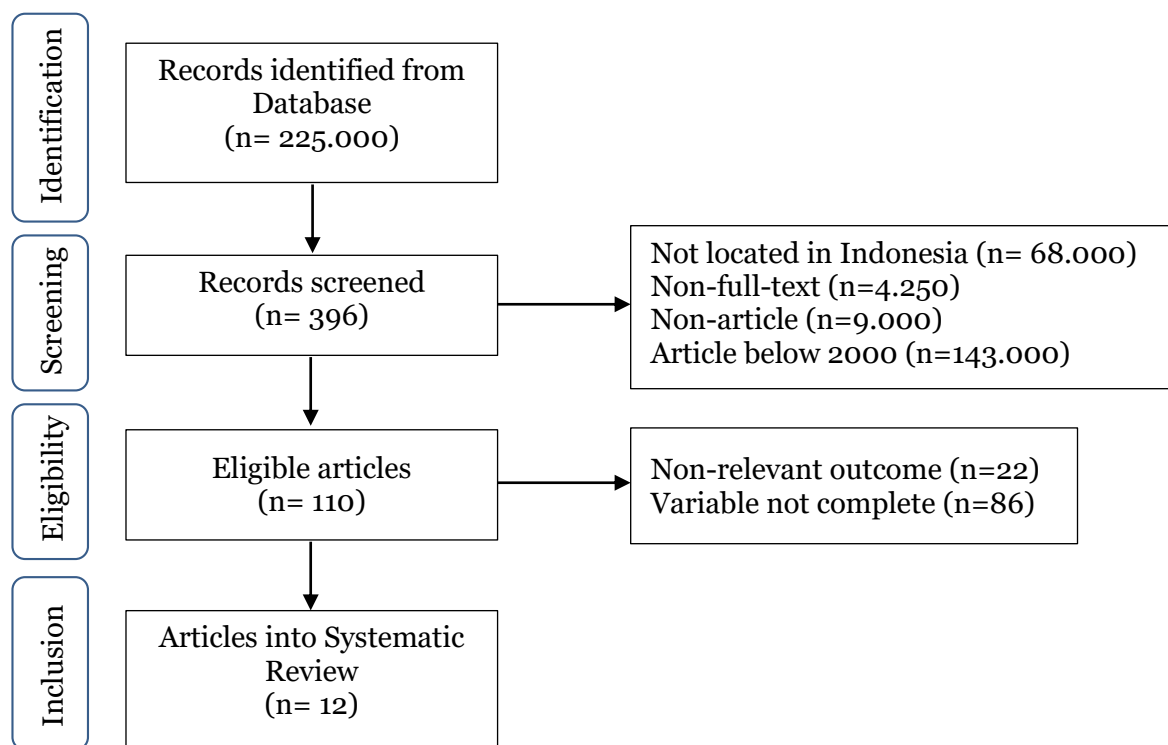 Identification
Records identified from
Database
(n= 225.000)
Screening
Records screened
(n= 396)
Not located in Indonesia (n= 68.000)
Non-full-text (n=4.250)
Non-article (n=9.000)
Article below 2000 (n=143.000)
Eligibility
Eligible articles
(n= 110)
Non-relevant outcome (n=22)
Variable not complete (n=86)
Inclusion
Articles into Systematic
Review
(n= 12)